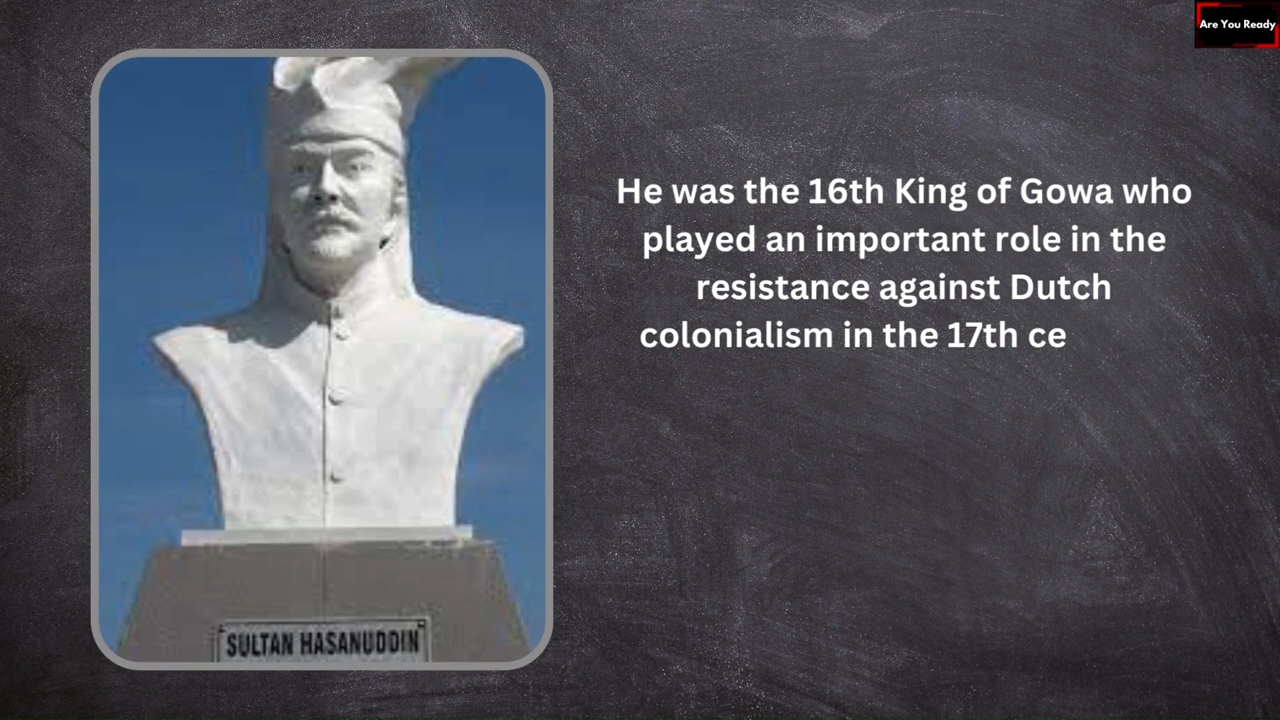 Are You Ready
He was the 16th King of Gowa who
played an important role in the
resistance against Dutch
colonialism in the 17th ce
SULTAN HASANUDDIN